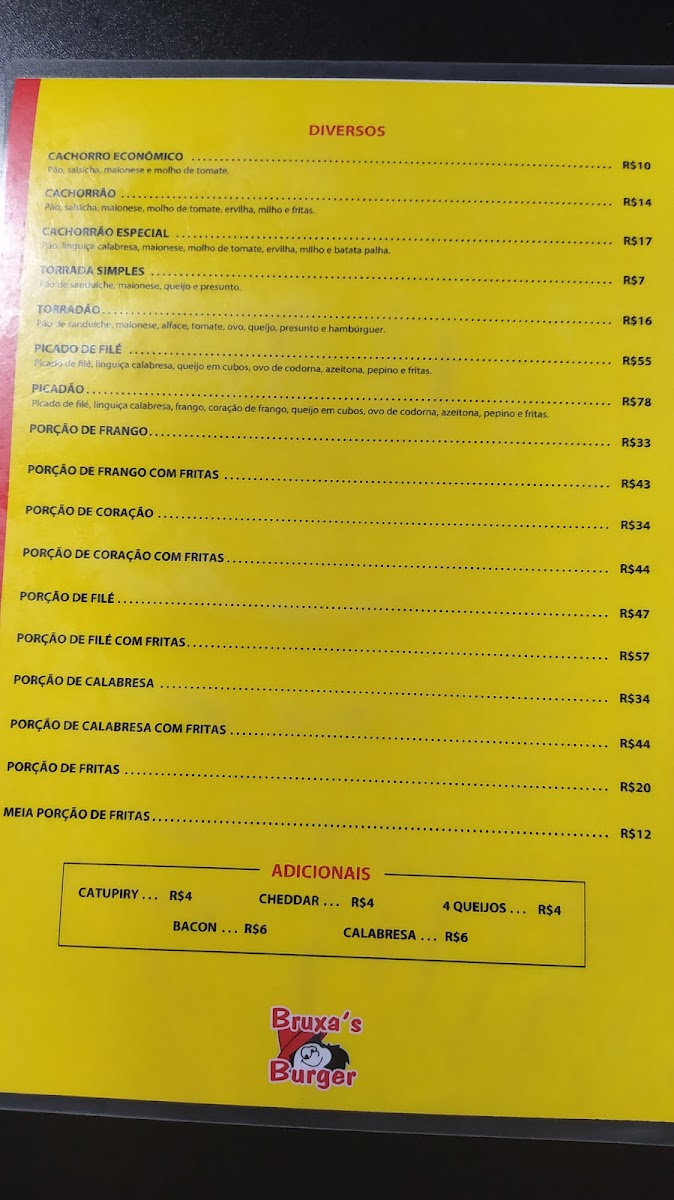 DIVERSOS
CACHORRO ECONÔMICO ........ R$10
Pão, salsicha, maionese e molho de tomate.
CACHORRÃO ........ R$14
Pão, salsicha, maionese, molho de tomate, ervilha, milho e fritas.
CACHORRÃO ESPECIAL ........ R$17
Pão, linguiça calabresa, maionese, molho de tomate, ervilha, milho e batata palha.
TORRADA SIMPLES ........ R$7
Pão de sanduíche, maionese, queijo e presunto.
TORRADÃO ........ R$16
Pão de sanduíche, maionese, alface, tomate, ovo, queijo, presunto e hambúrguer.
PICADO DE FILÉ ........ R$55
Picado de filé, linguiça calabresa, queijo em cubos, ovo de codorna, azeitona, pepino e fritas.
PICADÃO ........ R$78
Picado de filé, linguiça calabresa, frango, coração de frango, queijo em cubos, ovo de codorna, azeitona, pepino e fritas.
PORÇÃO DE FRANGO ........ R$33
PORÇÃO DE FRANGO COM FRITAS ........ R$43
PORÇÃO DE CORAÇÃO ........ R$34
PORÇÃO DE CORAÇÃO COM FRITAS ........ R$44
PORÇÃO DE FILÉ ........ R$47
PORÇÃO DE FILÉ COM FRITAS ........ R$57
PORÇÃO DE CALABRESA ........ R$34
PORÇÃO DE CALABRESA COM FRITAS ........ R$44
PORÇÃO DE FRITAS ........ R$20
MEIA PORÇÃO DE FRITAS ........ R$12
ADICIONAIS
CATUPIRY ... R$4 CHEDDAR ... R$4 4 QUEIJOS ... R$4
BACON ... R$6 CALABRESA ... R$6
Bruxa's
Burger